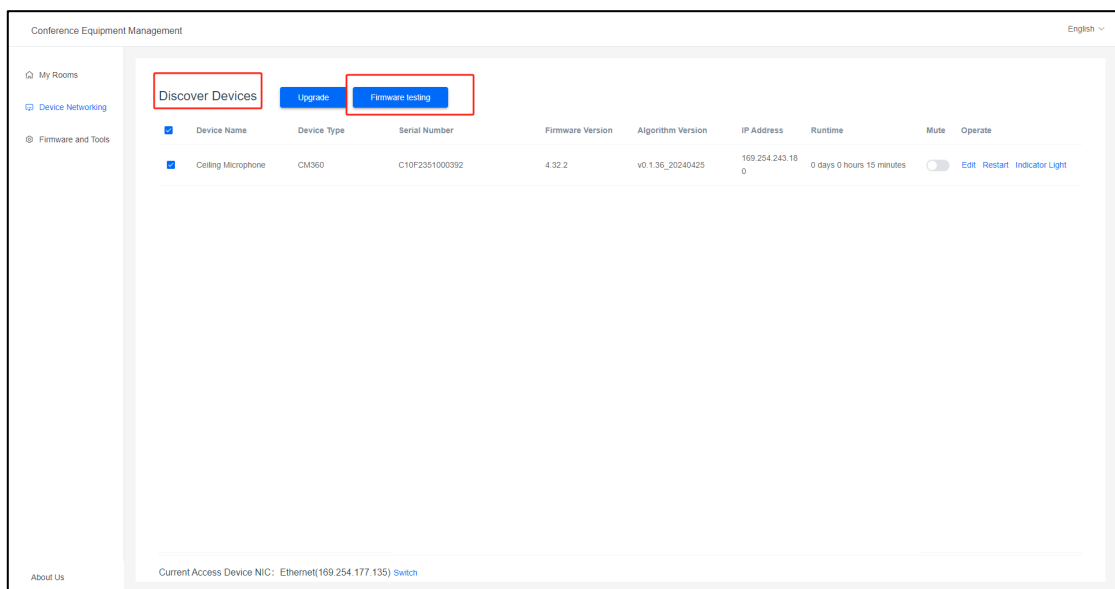 Conference Equipment Management
English
My Rooms
Device Networking
Firmware and Tools
Discover Devices
Upgrade
Firmware testing
Device Name Device Type Serial Number Firmware Version Algorithm Version IP Address Runtime Mute Operate
Ceiling Microphone CM360 C10F2351000392 4.32.2 v0.1.36_20240425 169.254.243.18 0 days 0 hours 15 minutes Edit Restart Indicator Light
0
Current Access Device NIC: Ethernet(169.254.177.135) Switch
About Us